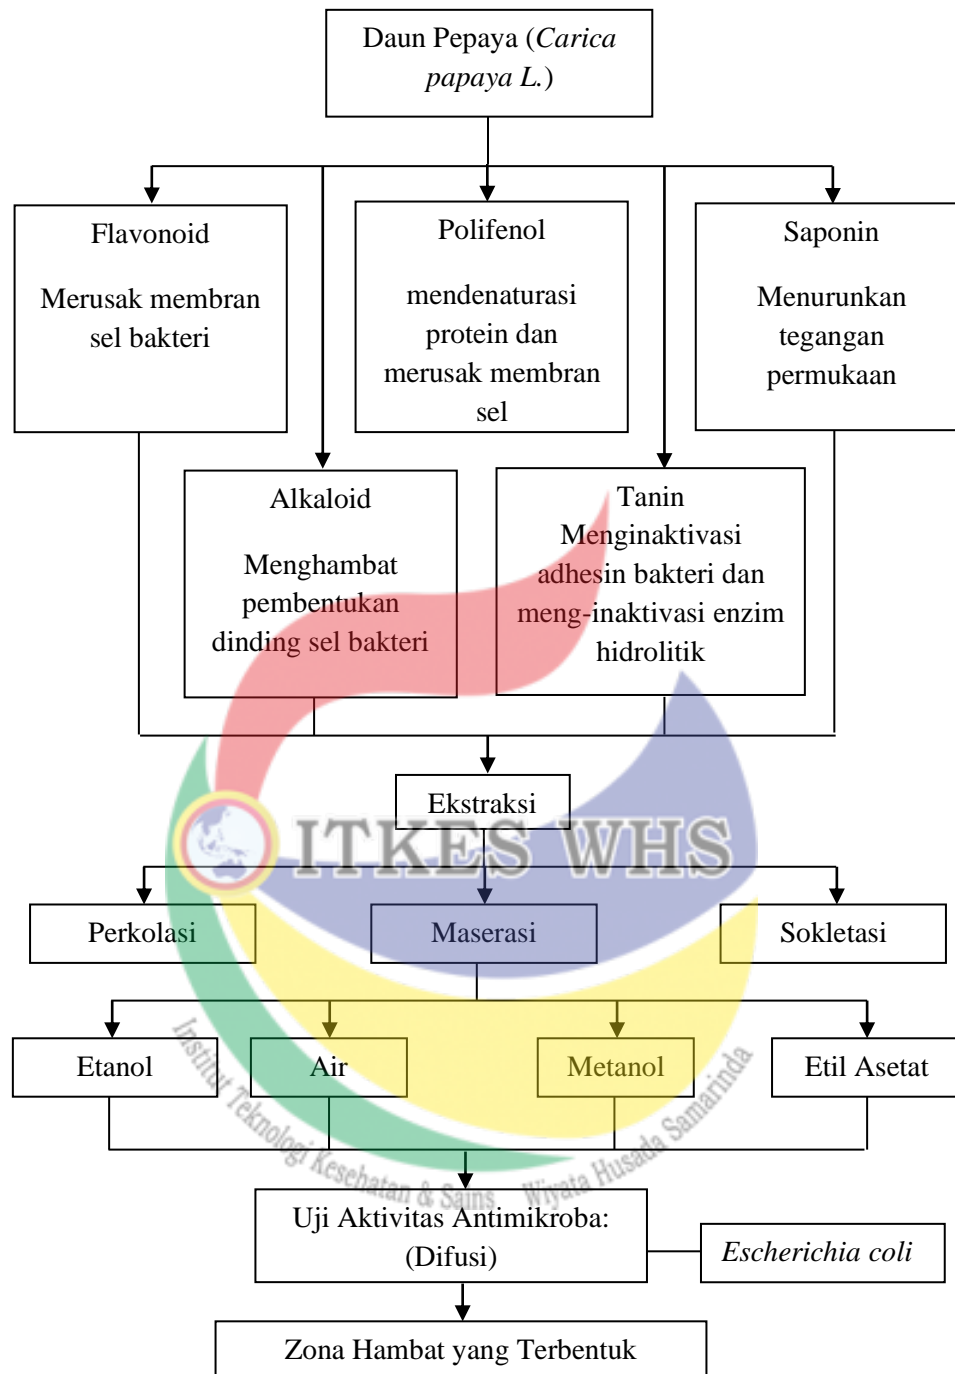 Daun Pepaya (Carica
papaya L.)
Flavonoid
Merusak membran
sel bakteri
Polifenol
mendenaturasi
protein dan
merusak membran
sel
Saponin
Menurunkan
tegangan
permukaan
Alkaloid
Menghambat
pembentukan
dinding sel bakteri
Tanin
Menginaktivasi
adhesin bakteri dan
meng-inaktivasi enzim
hidrolitik
Ekstraksi
ITKES WHS
Perkolasi
Maserasi
Sokletasi
Etanol
Air
Metanol
Etil Asetat
Institut Teknologi Kesehatan & Sains Wiyata Husada Samarinda
Uji Aktivitas Antimikroba:
(Difusi)
Escherichia coli
Zona Hambat yang Terbentuk